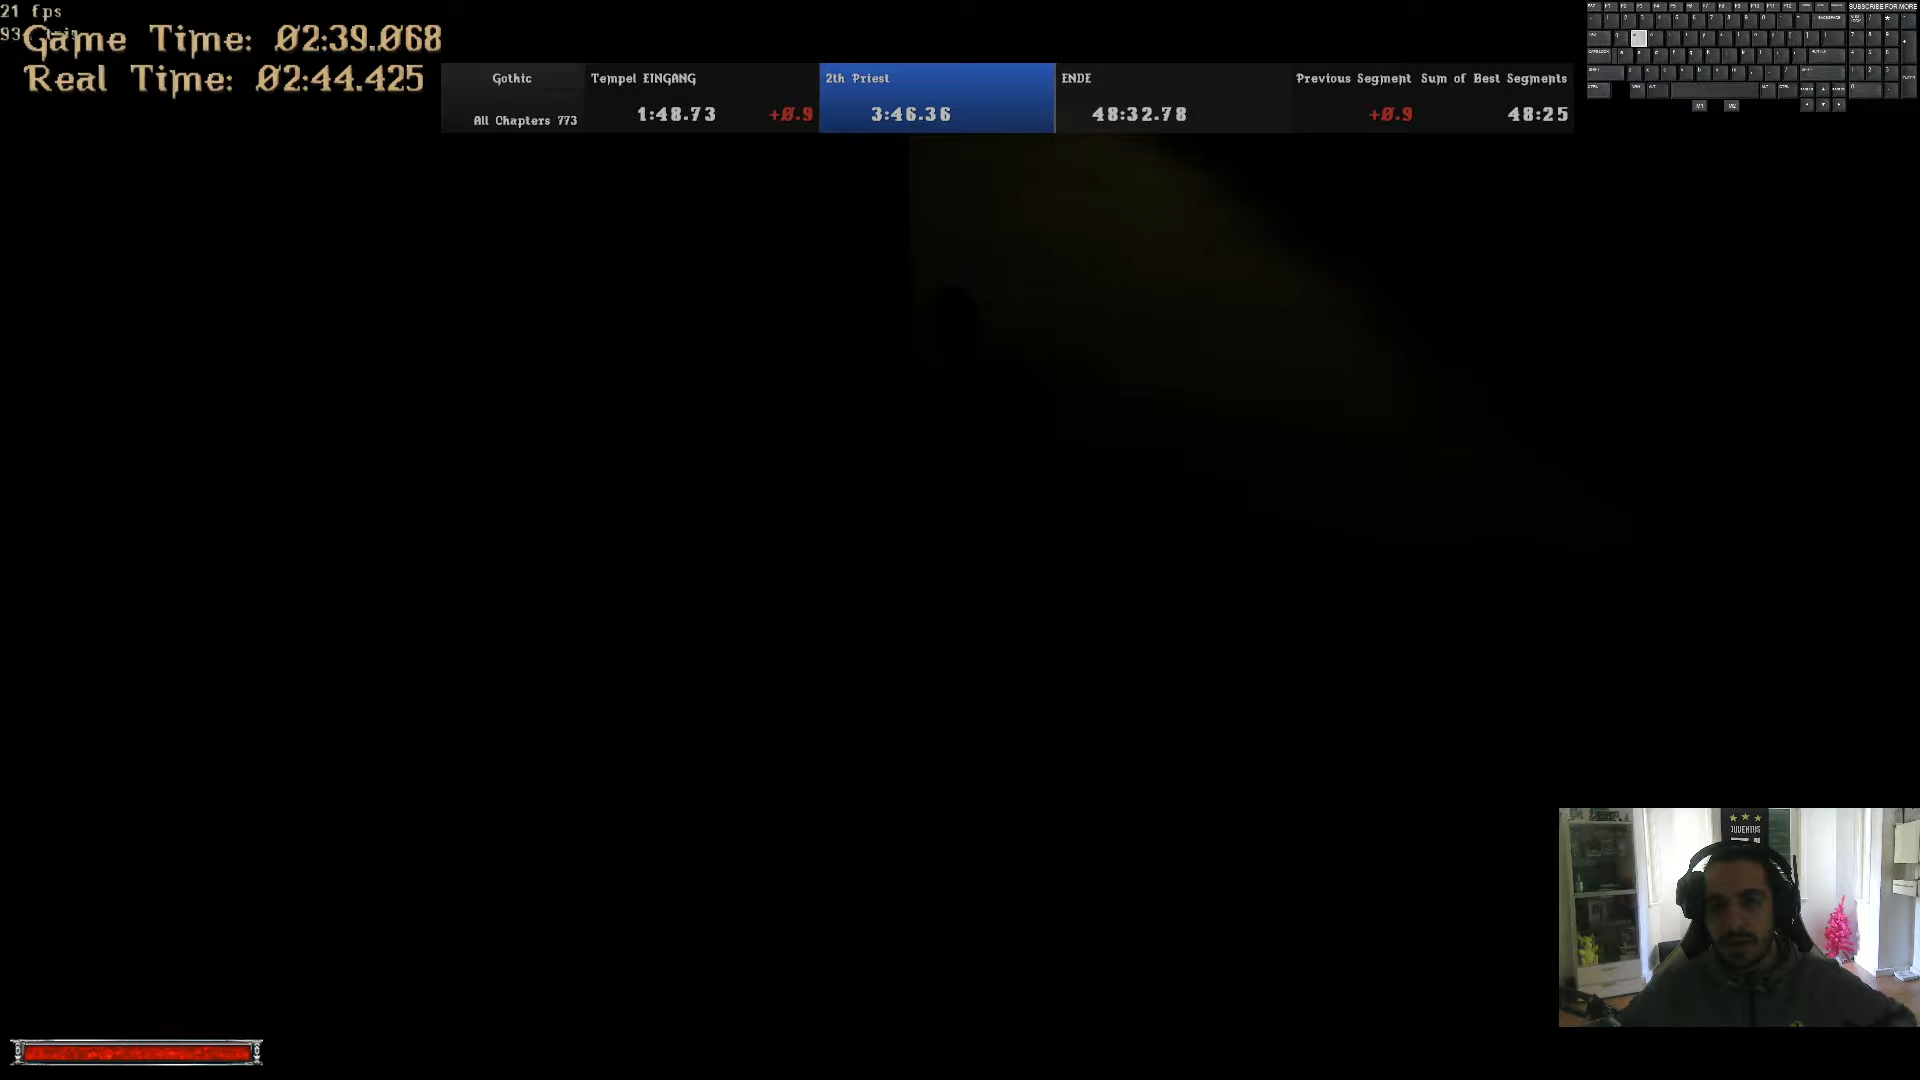 21 fps
Game Time: 02:39.068
Real Time: 02:44.425
Gothic
All Chapters 773
Tempel EINGANG
1:48.73 +0.9
2th Priest
3:46.36
ENDE
48:32.78
Previous Segment
+0.9
Sum of Best Segments
48:25
SUBSCRIBE FOR MORE
JUVENTUS